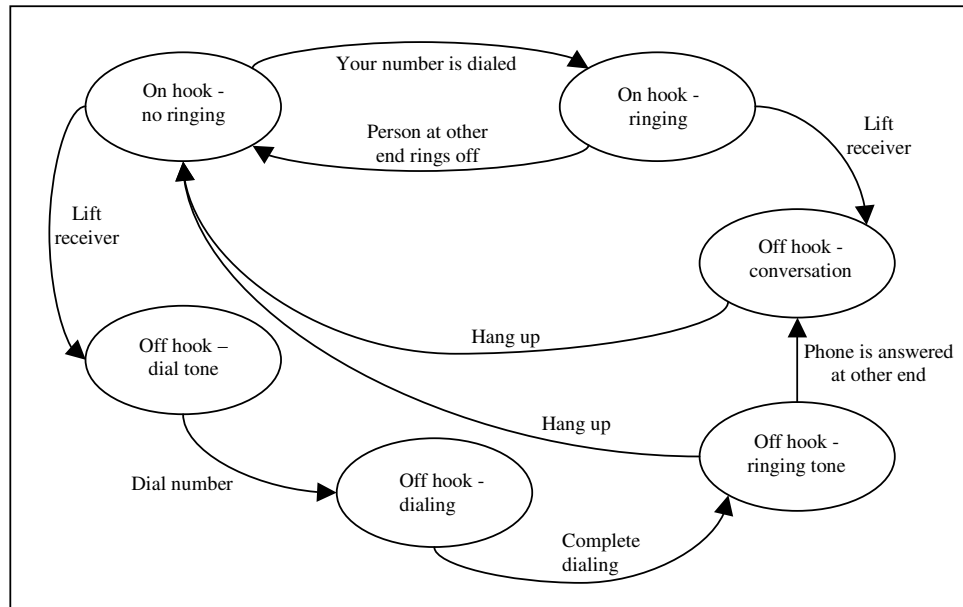 Your number is dialed
On hook -
no ringing
On hook -
ringing
Person at other
end rings off
Lift
receiver
Lift
receiver
Off hook -
conversation
Off hook –
dial tone
Hang up
Phone is answered
at other end
Hang up
Off hook -
ringing tone
Dial number
Off hook -
dialing
Complete
dialing